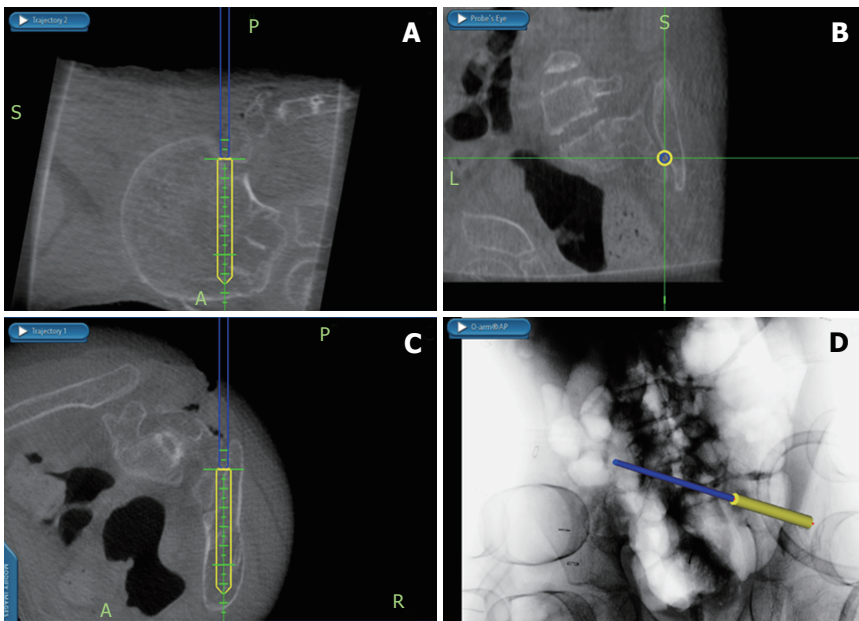 Trajectory 2
P
A
S
A
Probe's Eye
S
B
L
Trajectory 1
P
C
A
R
O-arm® AP
D